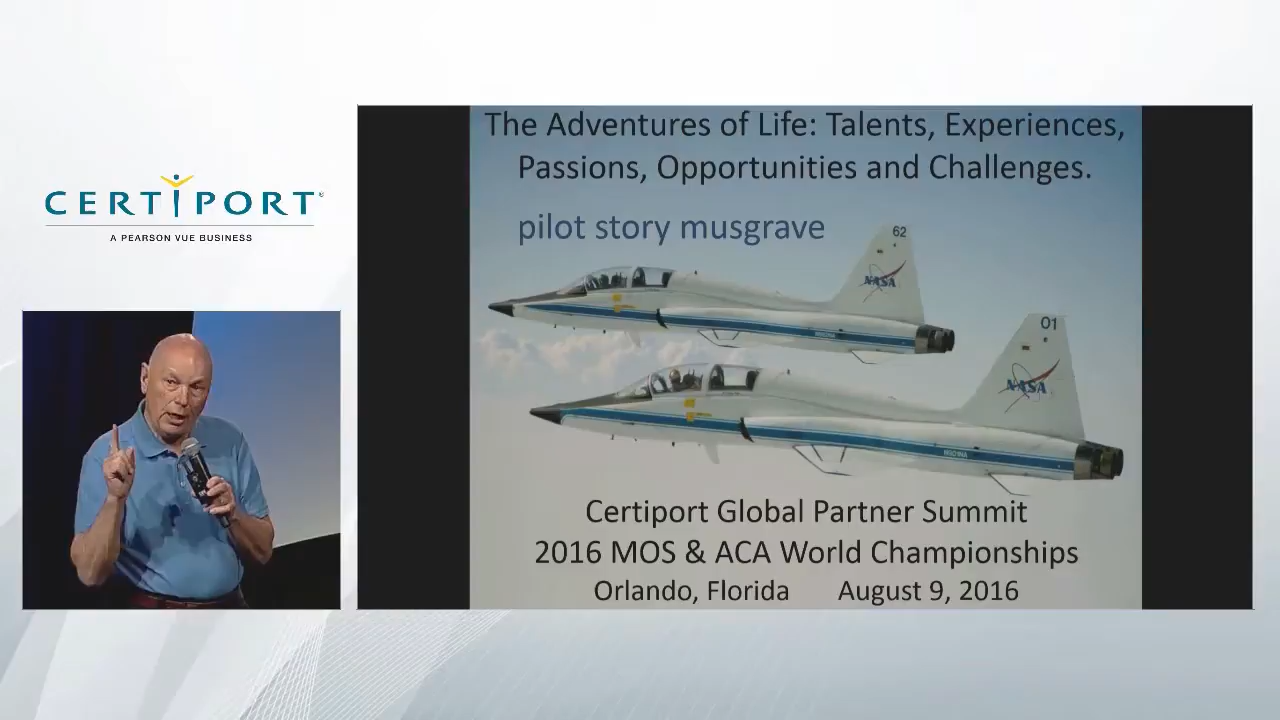 CERTIPORT®
A PEARSON VUE BUSINESS
The Adventures of Life: Talents, Experiences,
Passions, Opportunities and Challenges.
pilot story musgrave
62
NASA
01
NASA
Certiport Global Partner Summit
2016 MOS & ACA World Championships
Orlando, Florida August 9, 2016